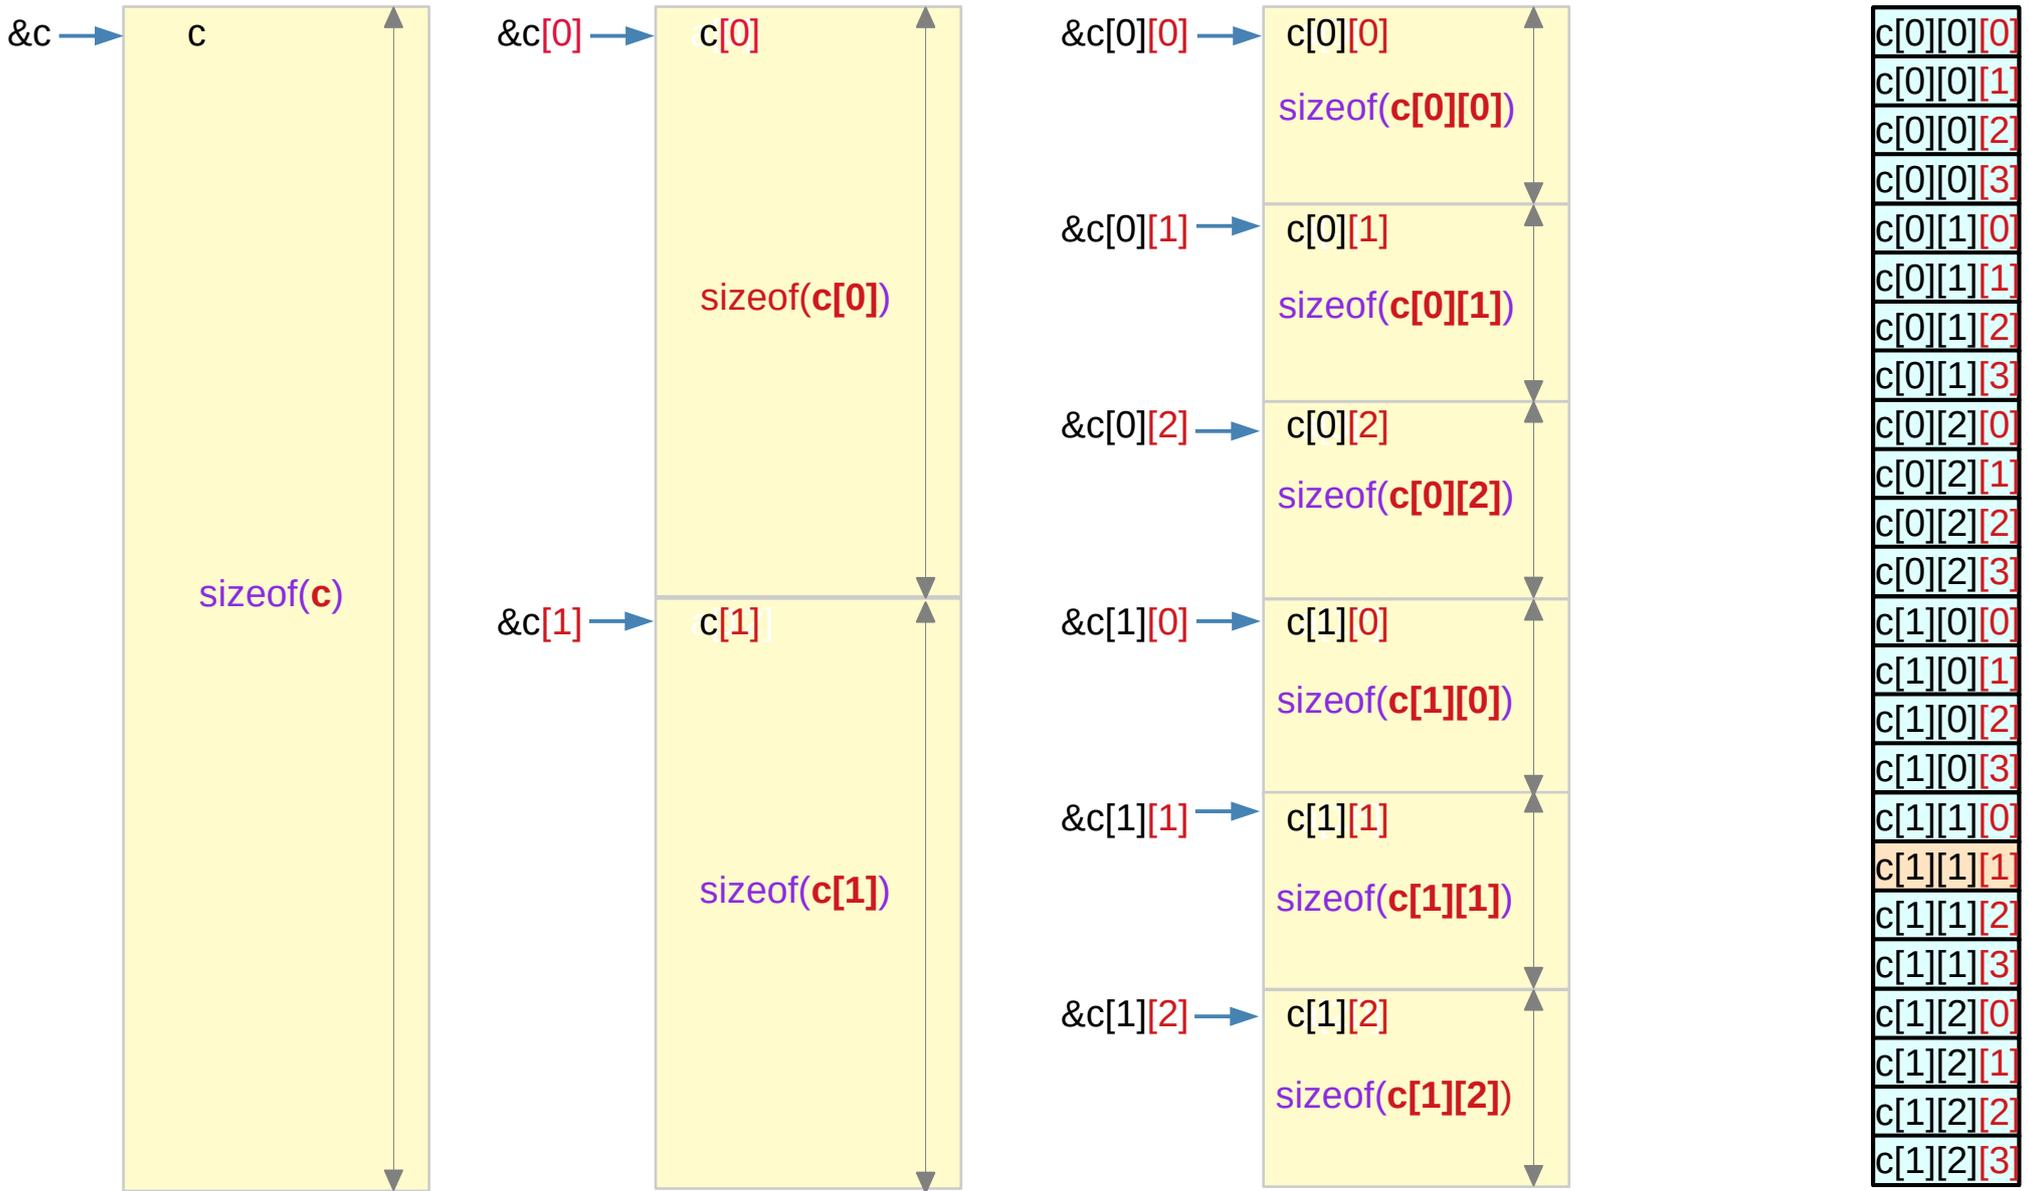 &c
c
sizeof(c)
&c[0]
c[0]
sizeof(c[0])
&c[1]
c[1]
sizeof(c[1])
&c[0][0]
c[0][0]
sizeof(c[0][0])
&c[0][1]
c[0][1]
sizeof(c[0][1])
&c[0][2]
c[0][2]
sizeof(c[0][2])
&c[1][0]
c[1][0]
sizeof(c[1][0])
&c[1][1]
c[1][1]
sizeof(c[1][1])
&c[1][2]
c[1][2]
sizeof(c[1][2])
c[0][0][0]
c[0][0][1]
c[0][0][2]
c[0][0][3]
c[0][1][0]
c[0][1][1]
c[0][1][2]
c[0][1][3]
c[0][2][0]
c[0][2][1]
c[0][2][2]
c[0][2][3]
c[1][0][0]
c[1][0][1]
c[1][0][2]
c[1][0][3]
c[1][1][0]
c[1][1][1]
c[1][1][2]
c[1][1][3]
c[1][2][0]
c[1][2][1]
c[1][2][2]
c[1][2][3]